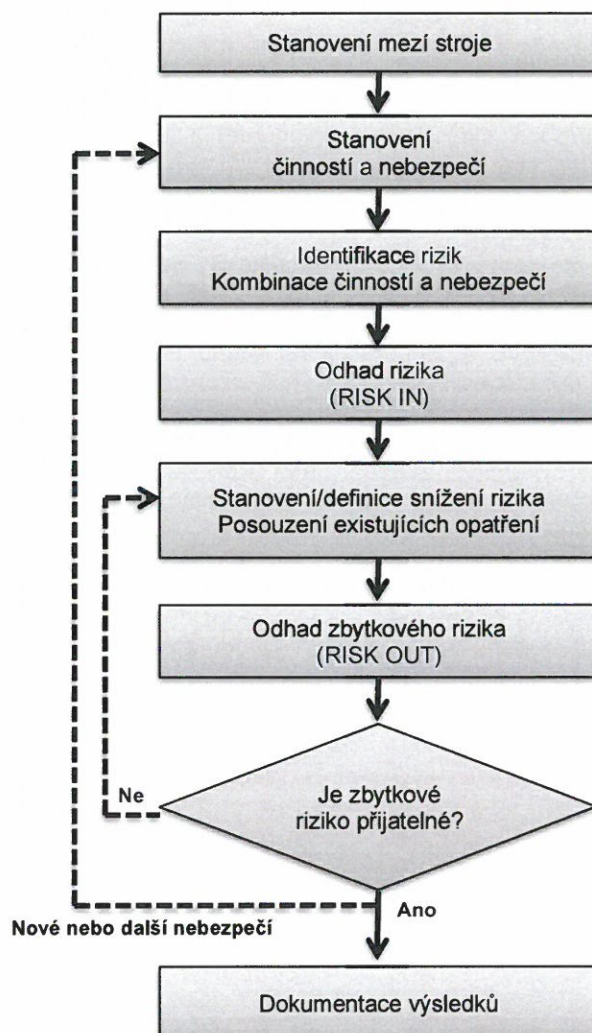 Stanovení mezí stroje
Stanovení
činností a nebezpečí
Identifikace rizik
Kombinace činností a nebezpečí
Odhad rizika
(RISK IN)
Stanovení/definice snížení rizika
Posouzení existujících opatření
Odhad zbytkového rizika
(RISK OUT)
Je zbytkové
riziko přijatelné?
Ne
Ano
Nové nebo další nebezpečí
Dokumentace výsledků